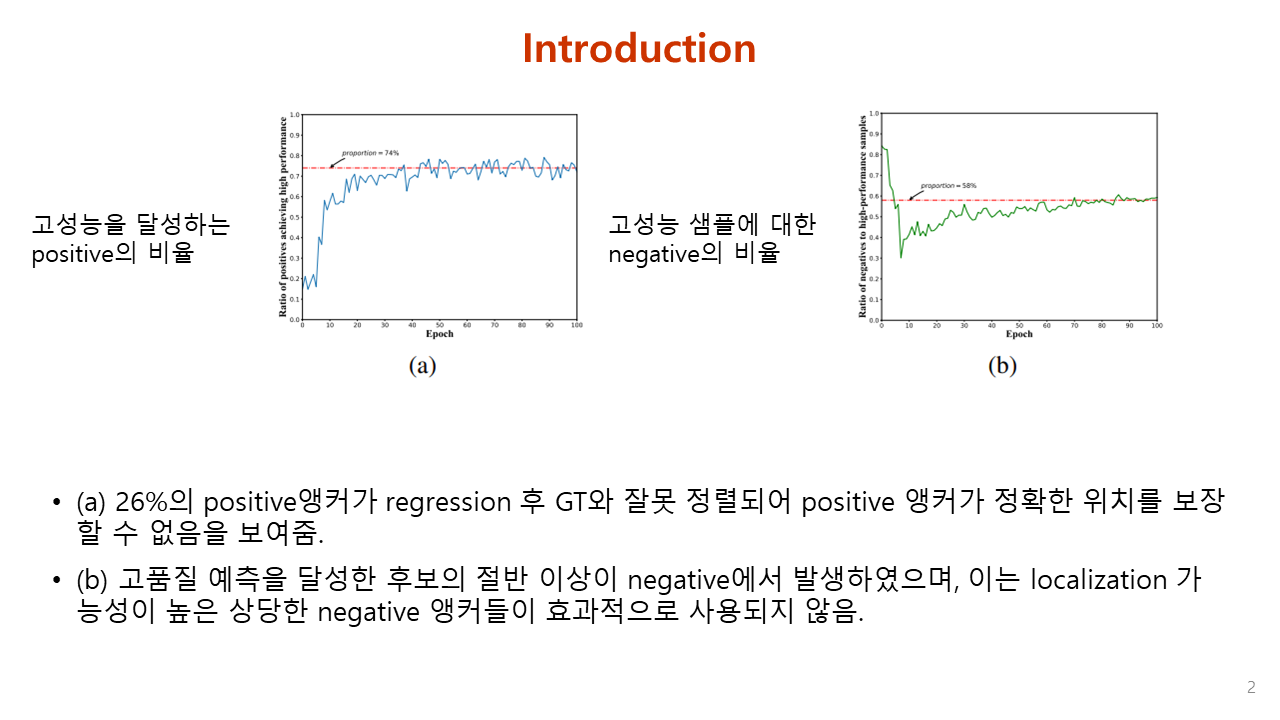 Introduction
고성능을 달성하는
positive의 비율
Ratio of positives achieving high performance
1.0
0.9
0.8
0.7
0.6
0.5
0.4
0.3
0.2
0.1
0.0
proportion = 74%
0 10 20 30 40 50 60 70 80 90 100
Epoch
(a)
고성능 샘플에 대한
negative의 비율
Ratio of negatives to high-performance samples
1.0
0.9
0.8
0.7
0.6
0.5
0.4
0.3
0.2
0.1
0.0
proportion = 58%
0 10 20 30 40 50 60 70 80 90 100
Epoch
(b)
• (a) 26%의 positive앵커가 regression 후 GT와 잘못 정렬되어 positive 앵커가 정확한 위치를 보장
할 수 없음을 보여줌.
• (b) 고품질 예측을 달성한 후보의 절반 이상이 negative에서 발생하였으며, 이는 localization 가
능성이 높은 상당한 negative 앵커들이 효과적으로 사용되지 않음.
2